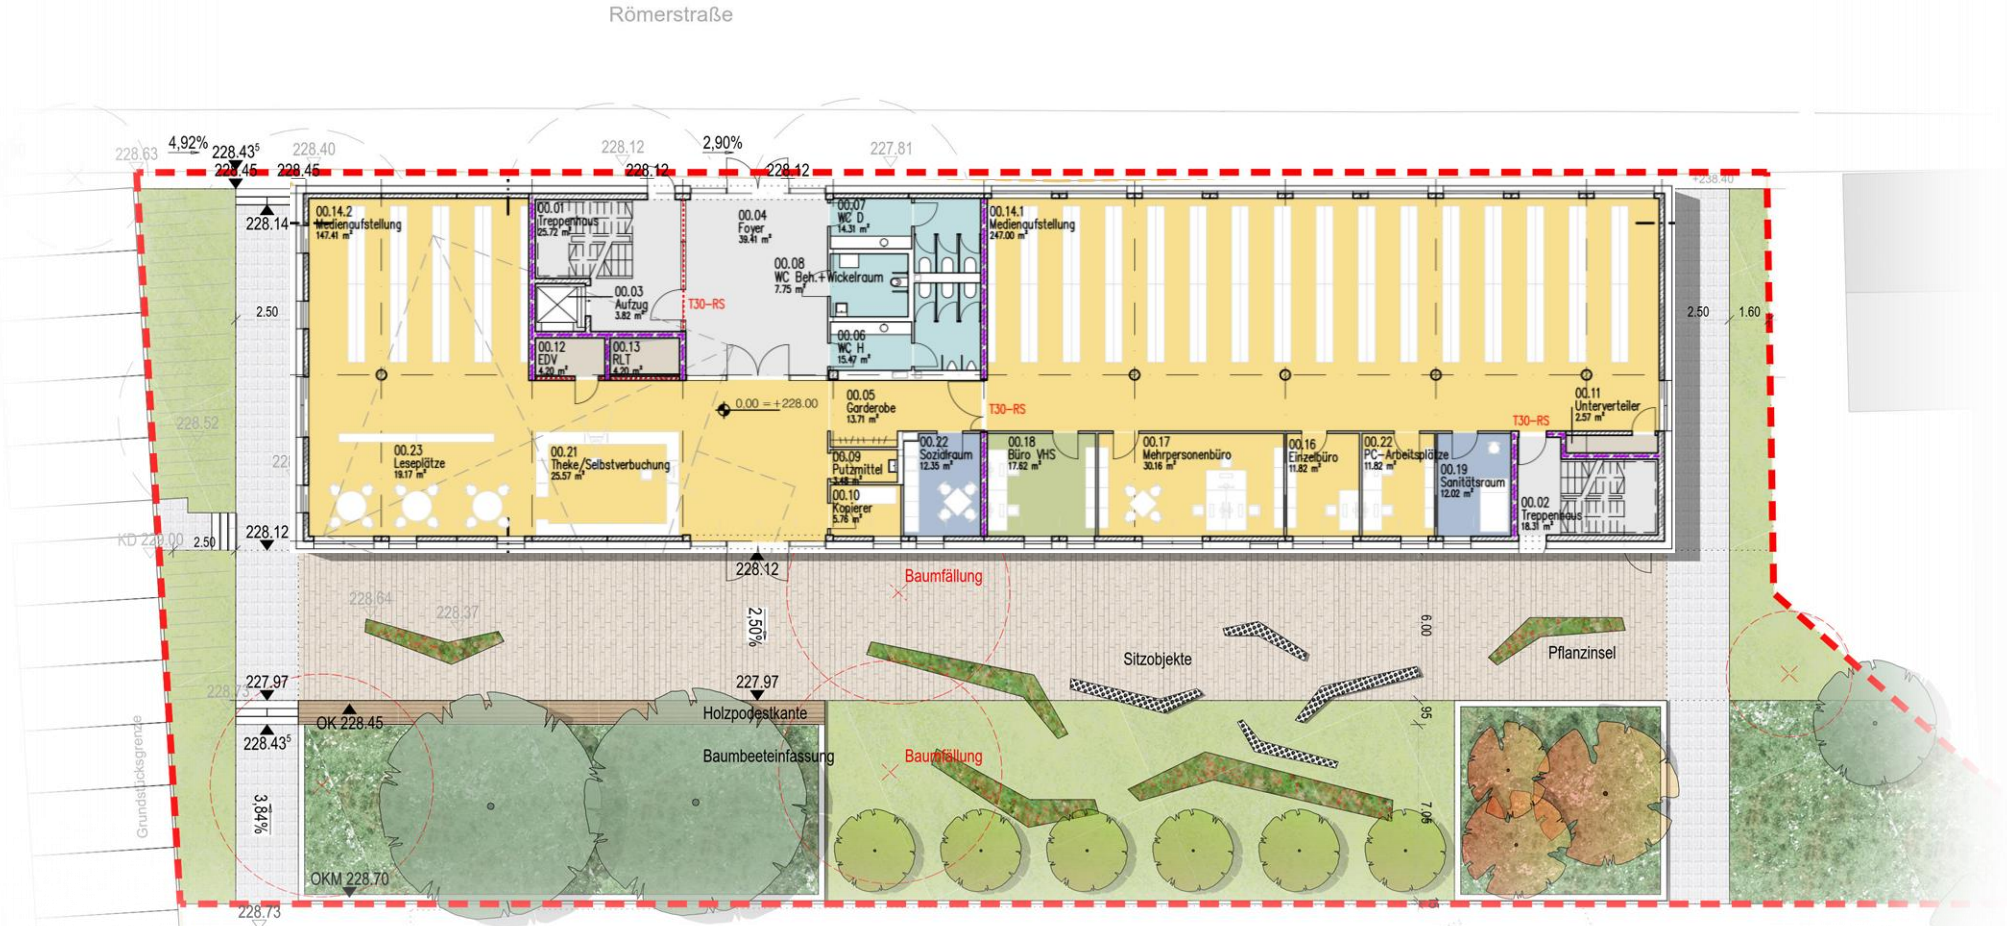 Römerstraße
4,92%
228.63
228.43⁵
228.45
228.45
228.40
228.12
228.12
2,90%
228.12
227.81
+238.40
228.14
00.14.2
Medienaufstellung
147.41 m²
00.01
Treppenhaus
25.72 m²
00.04
Foyer
39.41 m²
00.07
WC D
14.31 m²
00.14.1
Medienaufstellung
247.00 m²
00.08
WC Beh.+Wickelraum
7.75 m²
00.03
Aufzug
3.82 m²
T30-RS
2.50
2.50
1.60
00.12
EDV
4.20 m²
00.13
RLT
4.20 m²
00.06
WC H
15.47 m²
0,00 =+228.00
00.05
Garderobe
13.71 m²
T30-RS
T30-RS
00.11
Unterverteiler
2.57 m²
228.52
00.23
Leseplätze
19.17 m²
00.21
Theke/Selbstverbuchung
25.57 m²
00.09
Putzmittel
3.48 m²
00.22
Sozialraum
12.35 m²
00.18
Büro VHS
17.62 m²
00.17
Mehrpersonenbüro
30.16 m²
00.16
Einzelbüro
11.82 m²
00.22
PC-Arbeitsplätze
11.82 m²
00.19
Sanitätsraum
12.02 m²
00.10
Kopierer
5.76 m²
00.02
Treppenhaus
18.31 m²
KD 229.00
2.50
228.12
228.12
Baumfällung
228.64
228.37
2,50%
6.00
Sitzobjekte
Pflanzinsel
228.73
227.97
227.97
OK 228.45
Holzpodestkante
95
228.43⁵
Baumbeeteinfassung
Baumfällung
Grundstücksgrenze
3,84%
7.05
OKM 228.70
228.73